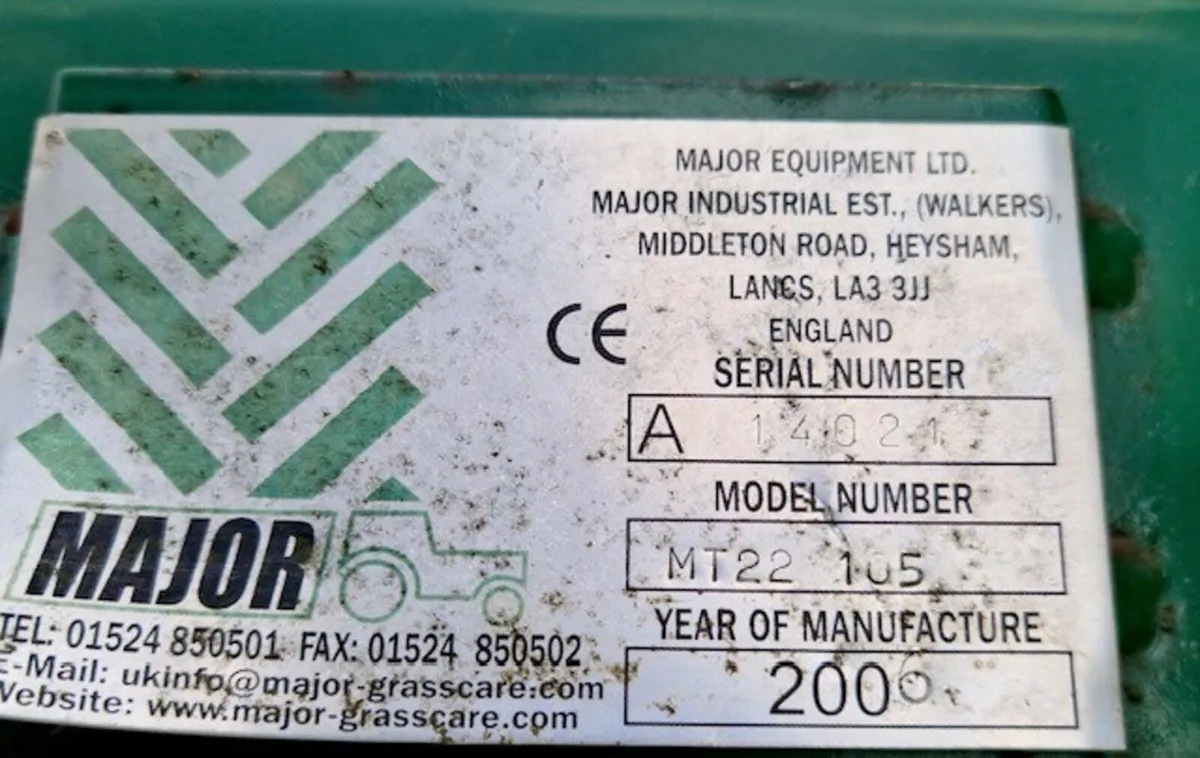 MAJOR EQUIPMENT LTD.
MAJOR INDUSTRIAL EST., (WALKERS),
MIDDLETON ROAD, HEYSHAM,
LANCS, LA3 3JJ
ENGLAND
CE
SERIAL NUMBER
A 14021
MODEL NUMBER
MT22 105
YEAR OF MANUFACTURE
2006
MAJOR
TEL: 01524 850501 FAX: 01524 850502
E-Mail: ukinfo@major-grasscare.com
Website: www.major-grasscare.com